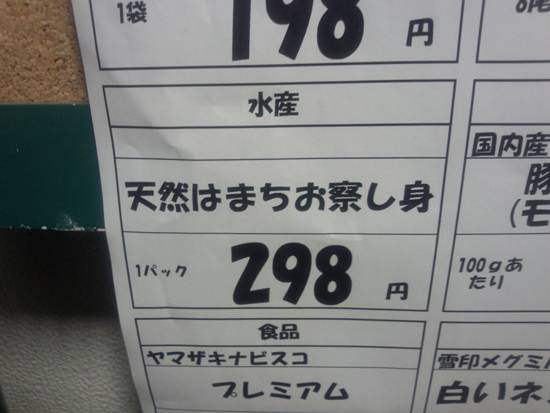 1袋
198 円
水産
天然はまちお察し身
1パック 298 円
食品
ヤマザキナビスコ
プレミアム
国内産
豚
(モ
100gあ
たり
雪印メグミル
白いネ